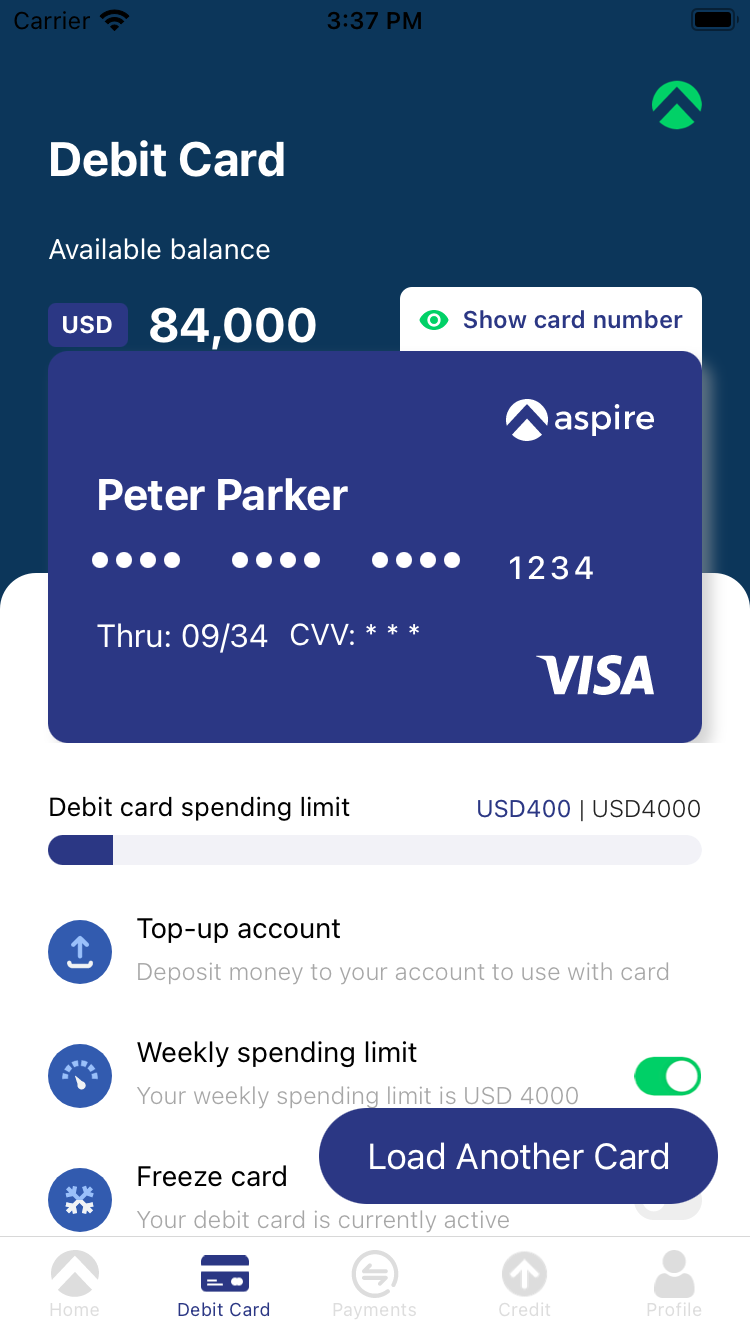 Carrier 3:37 PM
Debit Card
Available balance
USD 84,000
Show card number
aspire
Peter Parker
•••• •••• •••• 1234
Thru: 09/34 CVV: * * *
VISA
Debit card spending limit USD400 | USD4000
Top-up account
Deposit money to your account to use with card
Weekly spending limit
Your weekly spending limit is USD 4000
Load Another Card
Freeze card
Your debit card is currently active
Home Debit Card Payments Credit Profile